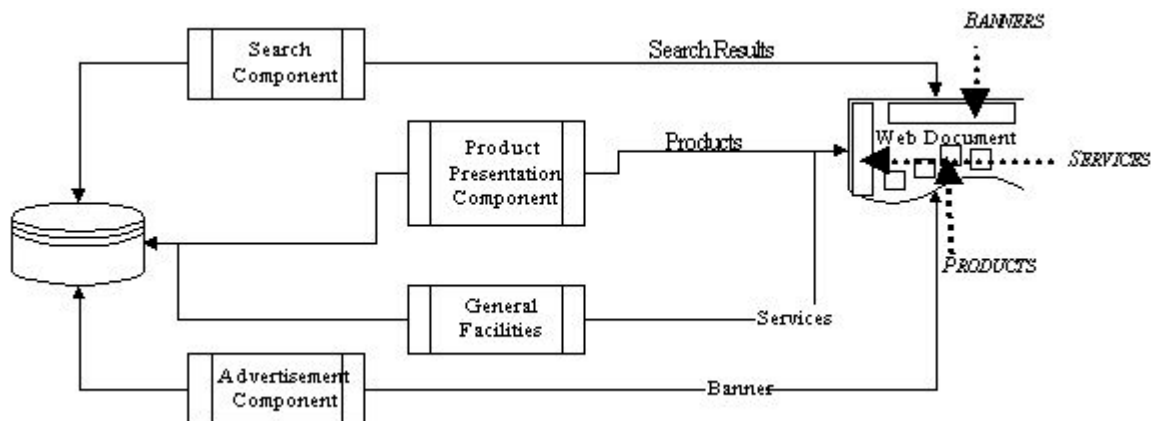 BANNERS
Search
Component
Search Results
Web Document
Product
Presentation
Component
Products
SERVICES
PRODUCTS
General
Facilities
Services
Advertisement
Component
Banner